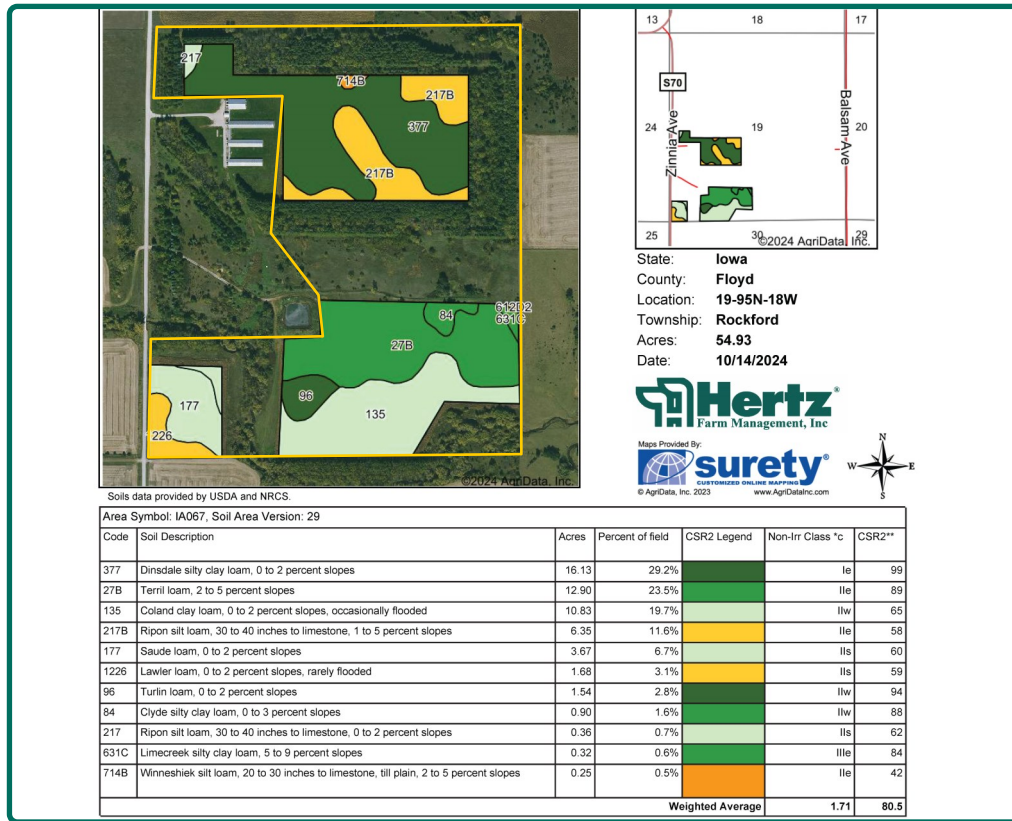 217
714B
217B
377
217B
612D2
631C
84
27B
96
135
177
1226
©2024 AgriData, Inc.
Soils data provided by USDA and NRCS.
13 18 17
S70
24 19 20
Zinnia Ave
Balsam Ave
25 30 29
©2024 AgriData, Inc.
State: Iowa
County: Floyd
Location: 19-95N-18W
Township: Rockford
Acres: 54.93
Date: 10/14/2024
Hertz®
Farm Management, Inc
Maps Provided By:
surety®
CUSTOMIZED ONLINE MAPPING
© AgriData, Inc. 2023 www.AgriDataInc.com
N
W E
S
Area Symbol: IA067, Soil Area Version: 29
Code Soil Description Acres Percent of field CSR2 Legend Non-Irr Class *c CSR2**
377 Dinsdale silty clay loam, 0 to 2 percent slopes 16.13 29.2% Ie 99
27B Terril loam, 2 to 5 percent slopes 12.90 23.5% IIe 89
135 Coland clay loam, 0 to 2 percent slopes, occasionally flooded 10.83 19.7% IIw 65
217B Ripon silt loam, 30 to 40 inches to limestone, 1 to 5 percent slopes 6.35 11.6% IIe 58
177 Saude loam, 0 to 2 percent slopes 3.67 6.7% IIs 60
1226 Lawler loam, 0 to 2 percent slopes, rarely flooded 1.68 3.1% IIs 59
96 Turlin loam, 0 to 2 percent slopes 1.54 2.8% IIw 94
84 Clyde silty clay loam, 0 to 3 percent slopes 0.90 1.6% IIw 88
217 Ripon silt loam, 30 to 40 inches to limestone, 0 to 2 percent slopes 0.36 0.7% IIs 62
631C Limecreek silty clay loam, 5 to 9 percent slopes 0.32 0.6% IIIe 84
714B Winneshiek silt loam, 20 to 30 inches to limestone, till plain, 2 to 5 percent slopes 0.25 0.5% IIe 42
Weighted Average 1.71 80.5